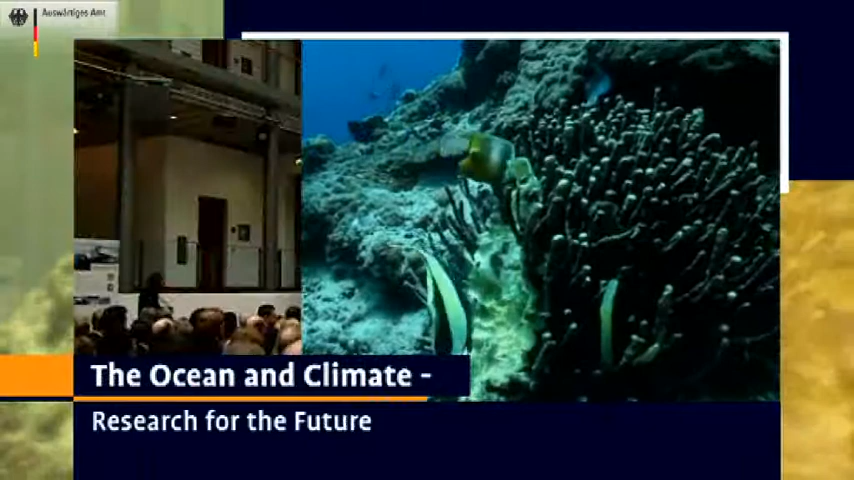 Auswärtiges Amt
The Ocean and Climate -
Research for the Future